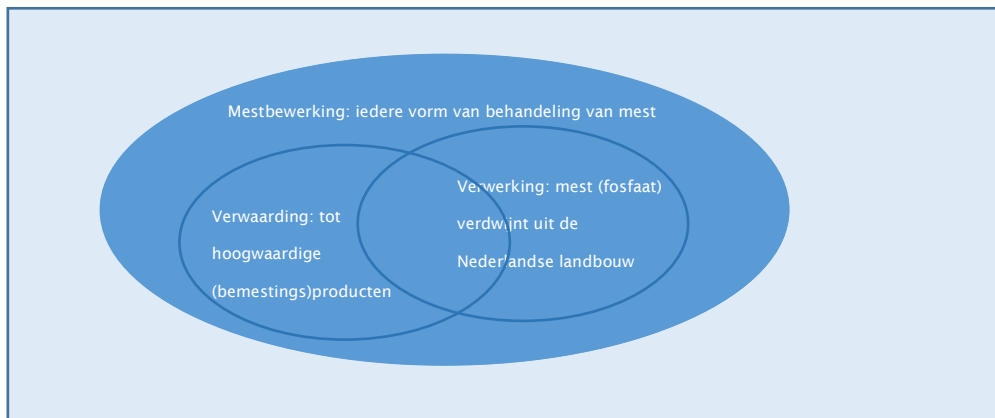 Mestbewerking: iedere vorm van behandeling van mest
Verwaarding: tot
hoogwaardige
(bemestings)producten
Verwerking: mest (fosfaat)
verdwijnt uit de
Nederlandse landbouw